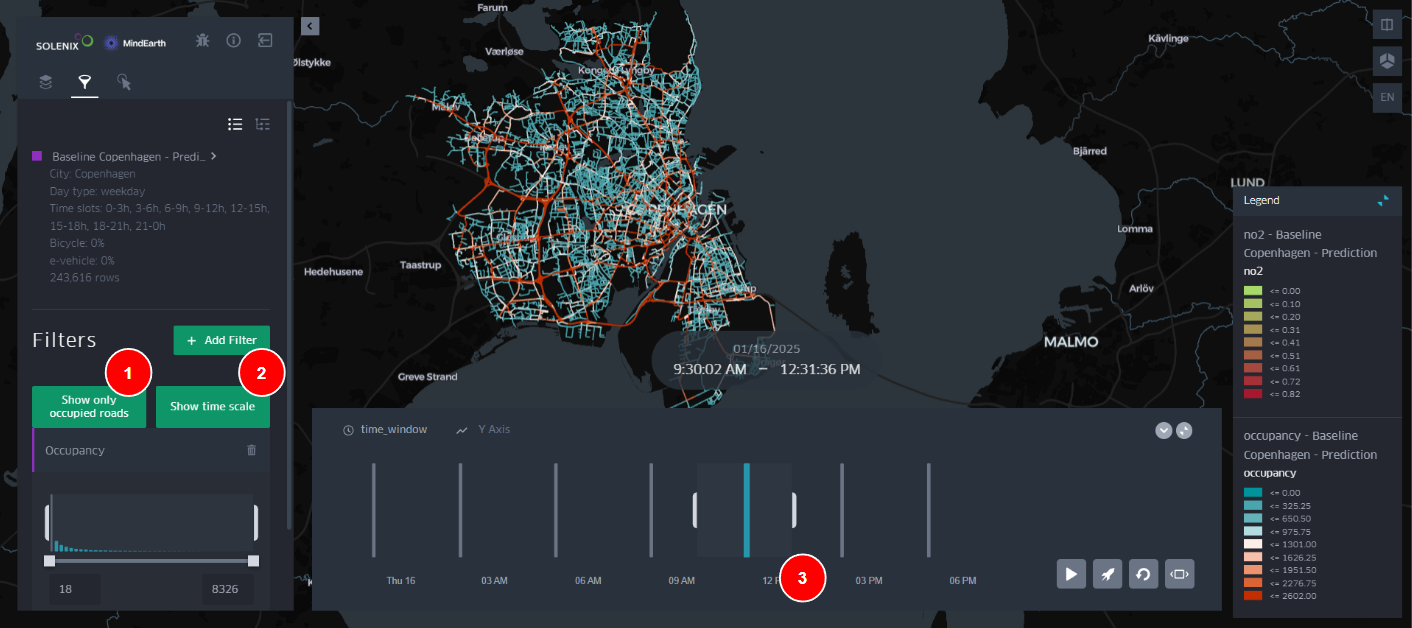 SOLENIX
MindEarth
Baseline Copenhagen - Predi...
City: Copenhagen
Day type: weekday
Time slots: 0-3h, 3-6h, 6-9h, 9-12h, 12-15h,
15-18h, 18-21h, 21-0h
Bicycle: 0%
e-vehicle: 0%
243,616 rows
Filters
+ Add Filter
1
2
Show only
occupied roads
Show time scale
Occupancy
18
8326
Farum
Værløse
Ølstykke
Måløv
Hedehusene
Taastrup
Greve Strand
COPENHAGEN
Kävlinge
Bjärred
LUND
Lomma
Arlöv
MALMO
EN
01/16/2025
9:30:02 AM – 12:31:36 PM
time_window
Y Axis
Thu 16
03 AM
06 AM
09 AM
12 P
3
03 PM
06 PM
Legend
no2 - Baseline
Copenhagen - Prediction
no2
<= 0.00
<= 0.10
<= 0.20
<= 0.31
<= 0.41
<= 0.51
<= 0.61
<= 0.72
<= 0.82
occupancy - Baseline
Copenhagen - Prediction
occupancy
<= 0.00
<= 325.25
<= 650.50
<= 975.75
<= 1301.00
<= 1626.25
<= 1951.50
<= 2276.75
<= 2602.00